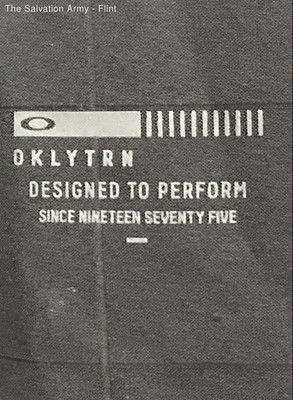 The Salvation Army - Flint
OKLYTRN
DESIGNED TO PERFORM
SINCE NINETEEN SEVENTY FIVE